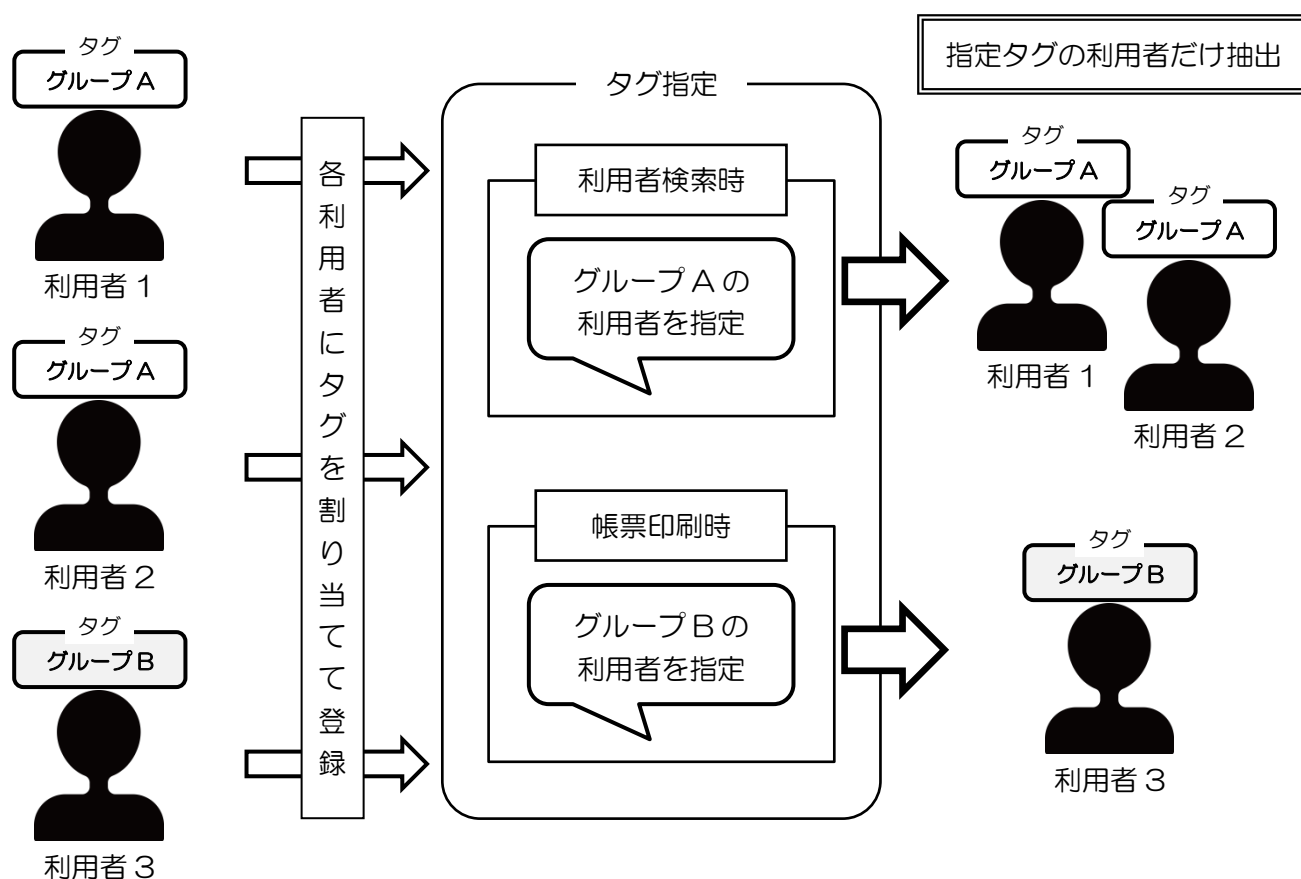 タグ
グループA
利用者1
タグ
グループA
利用者2
タグ
グループB
利用者3
各利用者にタグを割り当てて登録
タグ指定
利用者検索時
グループAの
利用者を指定
帳票印刷時
グループBの
利用者を指定
指定タグの利用者だけ抽出
タグ
グループA
利用者1
タグ
グループA
利用者2
タグ
グループB
利用者3